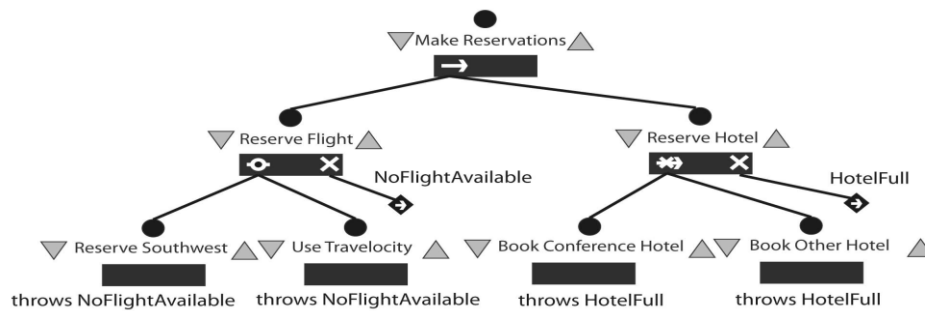 Make Reservations
Reserve Flight
Reserve Hotel
NoFlightAvailable
HotelFull
Reserve Southwest
Use Travelocity
Book Conference Hotel
Book Other Hotel
throws NoFlightAvailable
throws NoFlightAvailable
throws HotelFull
throws HotelFull